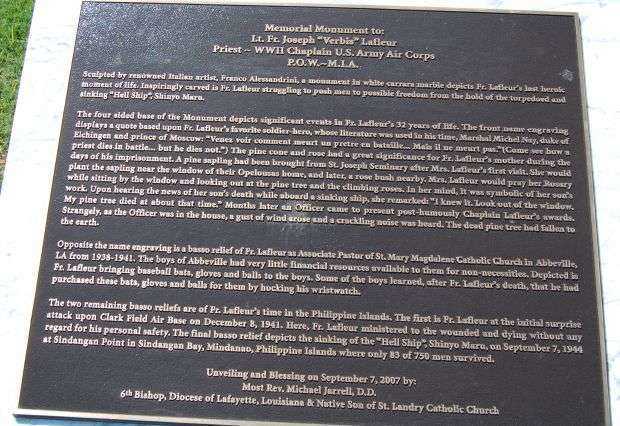 Memorial Monument to:
Lt. Fr. Joseph "Verbis" Lafleur
Priest ~ WWII Chaplain U.S. Army Air Corps
P.O.W.~M.I.A.
Sculpted by renowned Italian artist, Franco Alessandrini, a monument in white carrara marble depicts Fr. Lafleur's last heroic
moment of life. Inspiringly carved is Fr. Lafleur struggling to push men to possible freedom from the hold of the torpedoed and
sinking "Hell Ship", Shinyo Maru.
The four sided base of the Monument depicts significant events in Fr. Lafleur's 32 years of life. The front name engraving
displays a quote based upon Fr. Lafleur's favorite soldier-hero, whose literature was used in his time, Marshal Michel Ney, duke of
Elchingen and prince of Moscow: "Venez voir comment meurt un pretre en bataille... Mais il ne meurt pas."(Come see how a
priest dies in battle... but he dies not.") The pine cone and rose had a great significance for Fr. Lafleur's mother during the
days of his imprisonment. A pine sapling had been brought from St. Joseph Seminary after Mrs. Lafleur's first visit. She would
plant the sapling near the window of their Opelousas home, and later, a rose bush nearby. Mrs. Lafleur would pray her Rosary
while sitting by the window and looking out at the pine tree and the climbing roses. In her mind, it was symbolic of her son's
work. Upon hearing the news of her son's death while aboard a sinking ship, she remarked: "I knew it. Look out of the window.
My pine tree died at about that time." Months later an Officer came to present post-humously Chaplain Lafleur's awards.
Strangely, as the Officer was in the house, a gust of wind arose and a crackling noise was heard. The dead pine tree had fallen to
the earth.
Opposite the name engraving is a basso relief of Fr. Lafleur as Associate Pastor of St. Mary Magdalene Catholic Church in Abbeville,
LA from 1938-1941. The boys of Abbeville had very little financial resources available to them for non-necessities. Depicted is
Fr. Lafleur bringing baseball bats, gloves and balls to the boys. Some of the boys learned, after Fr. Lafleur's death, that he had
purchased these bats, gloves and balls for them by hocking his wristwatch.
The two remaining basso reliefs are of Fr. Lafleur's time in the Philippine Islands. The first is Fr. Lafleur at the initial surprise
attack upon Clark Field Air Base on December 8, 1941. Here, Fr. Lafleur ministered to the wounded and dying without any
regard for his personal safety. The final basso relief depicts the sinking of the "Hell Ship", Shinyo Maru, on September 7, 1944
at Sindangan Point in Sindangan Bay, Mindanao, Philippine Islands where only 83 of 750 men survived.
Unveiling and Blessing on September 7, 2007 by:
Most Rev. Michael Jarrell, D.D.
6th Bishop, Diocese of Lafayette, Louisiana & Native Son of St. Landry Catholic Church